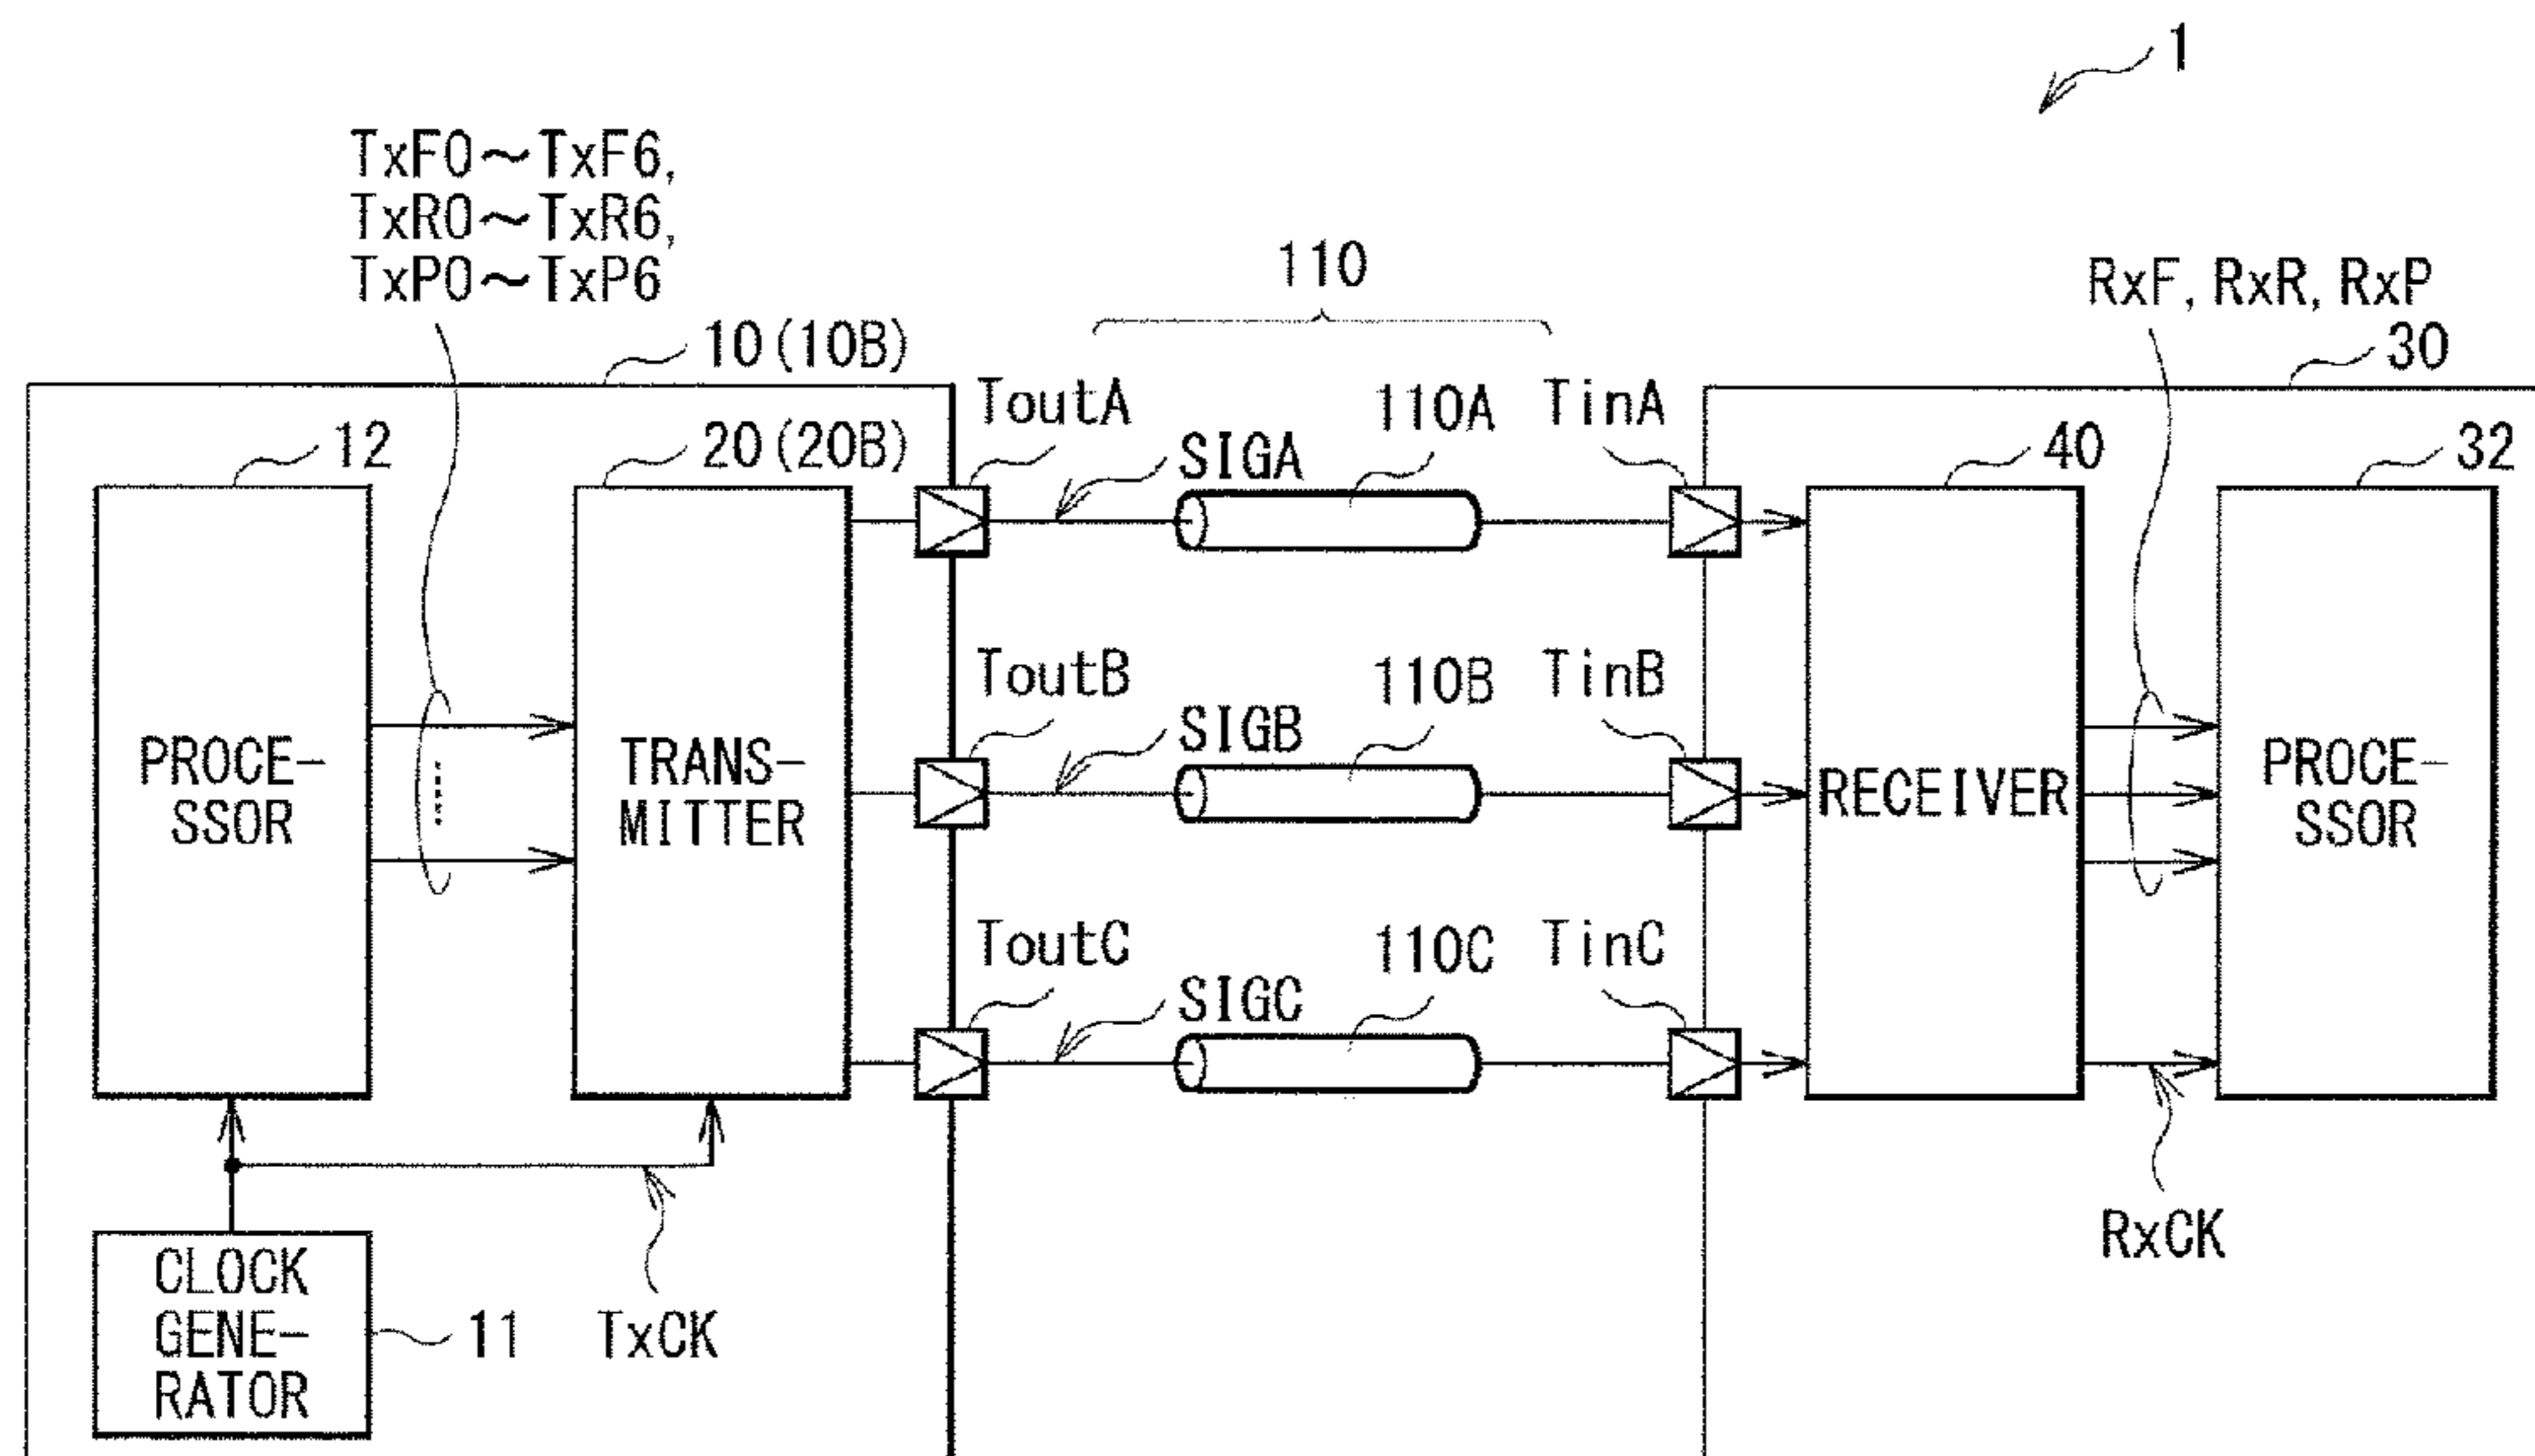 1
TxF0~TxF6,
TxR0~TxR6,
TxP0~TxP6
110
RxF, RxR, RxP
10(10B)
30
ToutA
110A
TinA
12
20(20B)
SIGA
40
32
ToutB
110B
TinB
SIGB
PROCE-
SSOR
TRANS-
MITTER
RECEIVER
PROCE-
SSOR
ToutC
110C
TinC
SIGC
RxCK
CLOCK
GENE-
RATOR
11
TxCK